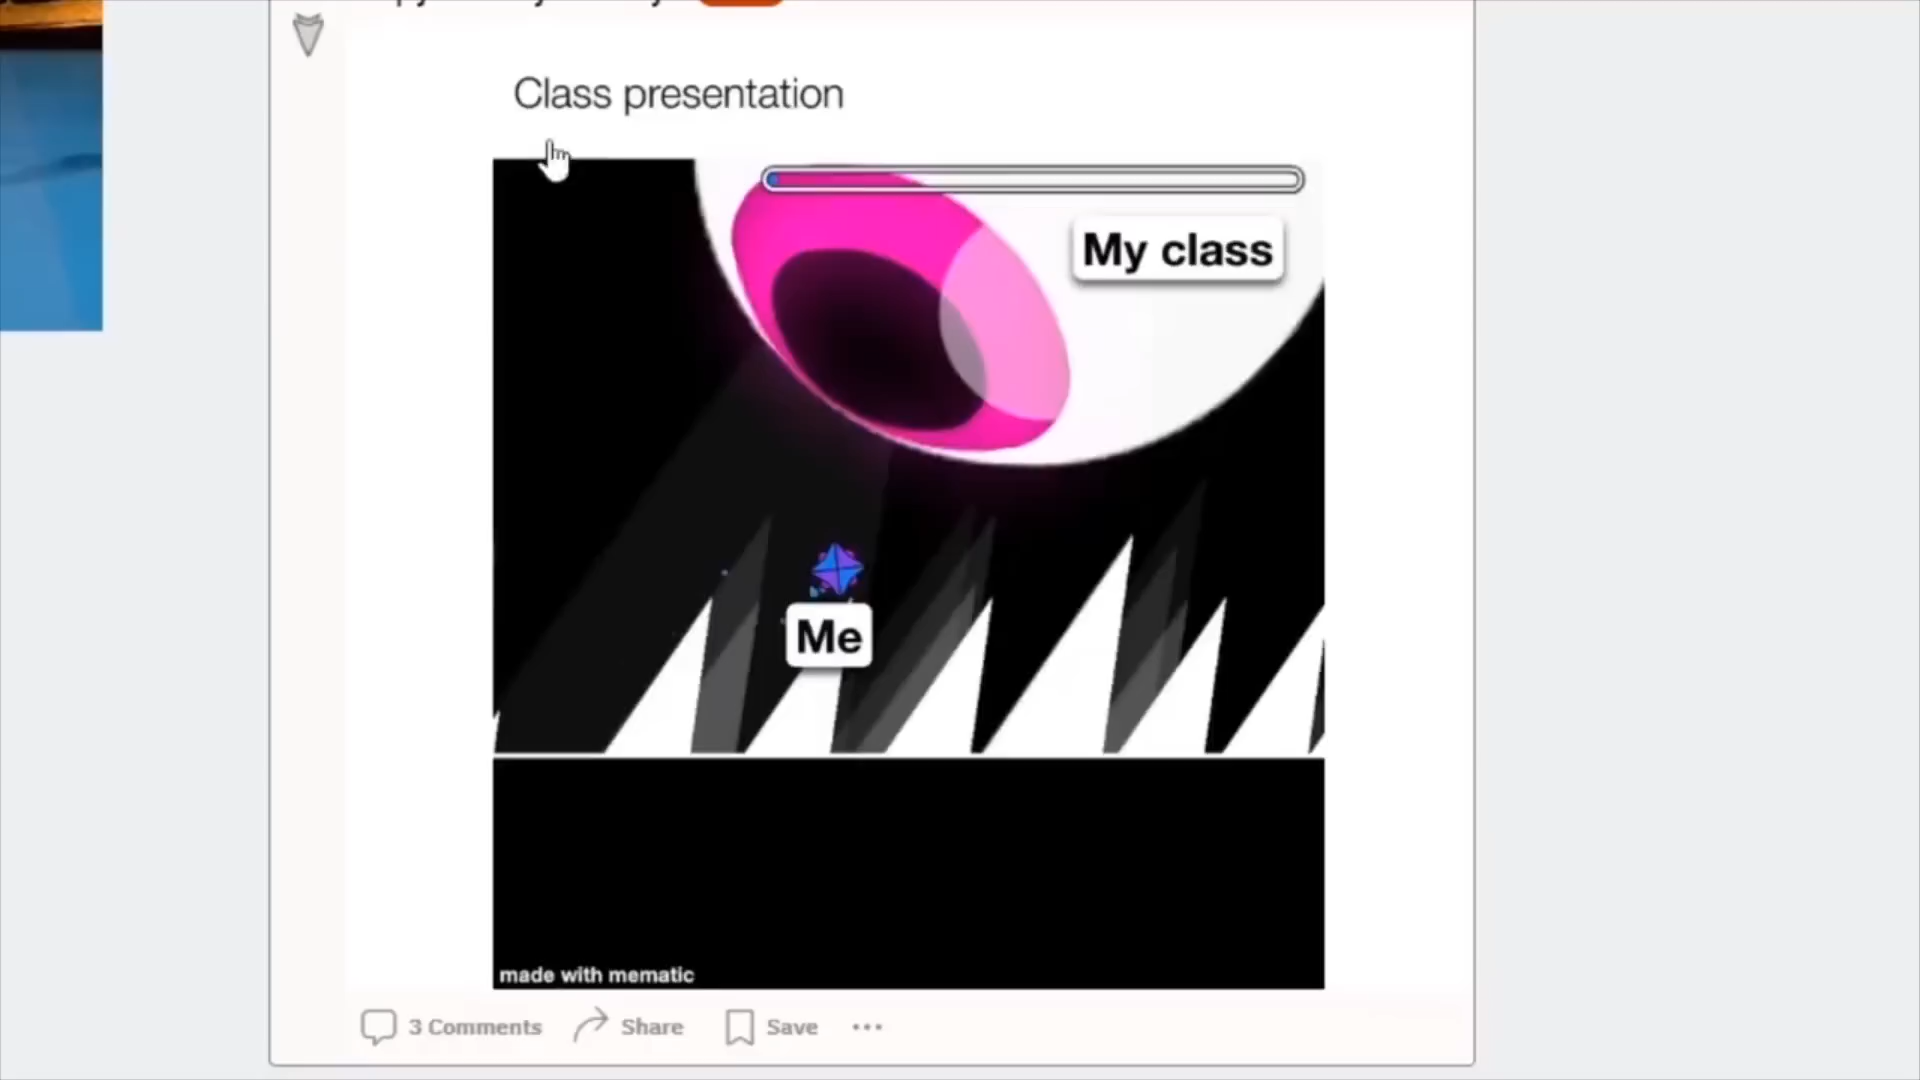 Class presentation
My class
Me
made with mematic
3 Comments
Share
Save